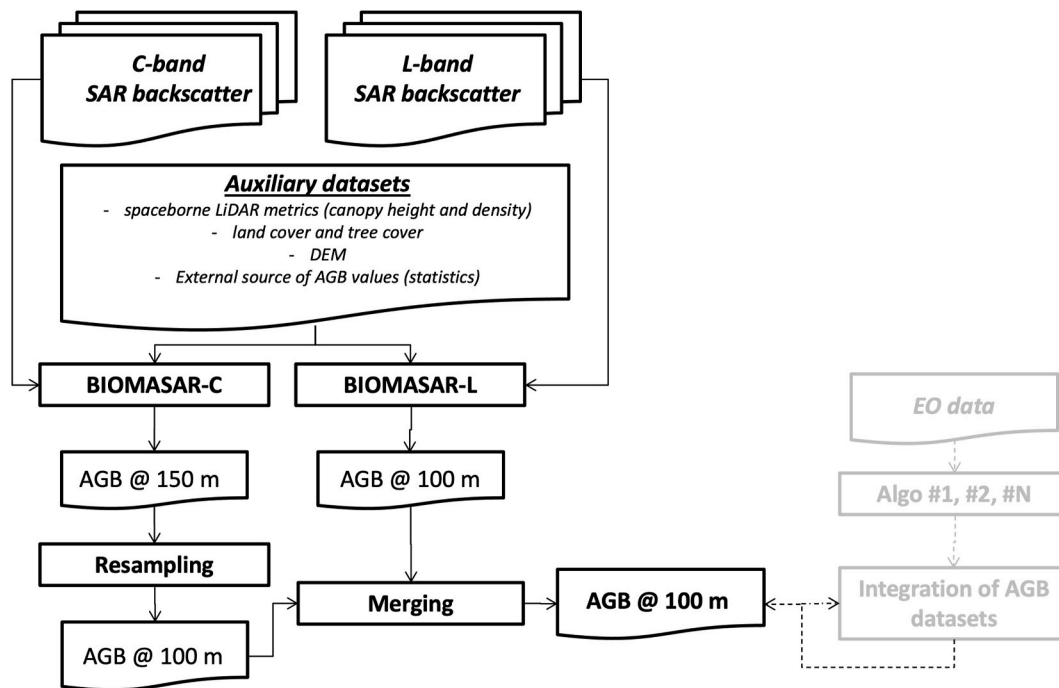 C-band
SAR backscatter
L-band
SAR backscatter
Auxiliary datasets
- spaceborne LiDAR metrics (canopy height and density)
- land cover and tree cover
- DEM
- External source of AGB values (statistics)
BIOMASAR-C
BIOMASAR-L
AGB @ 150 m
AGB @ 100 m
Resampling
AGB @ 100 m
Merging
AGB @ 100 m
EO data
Algo #1, #2, #N
Integration of AGB
datasets